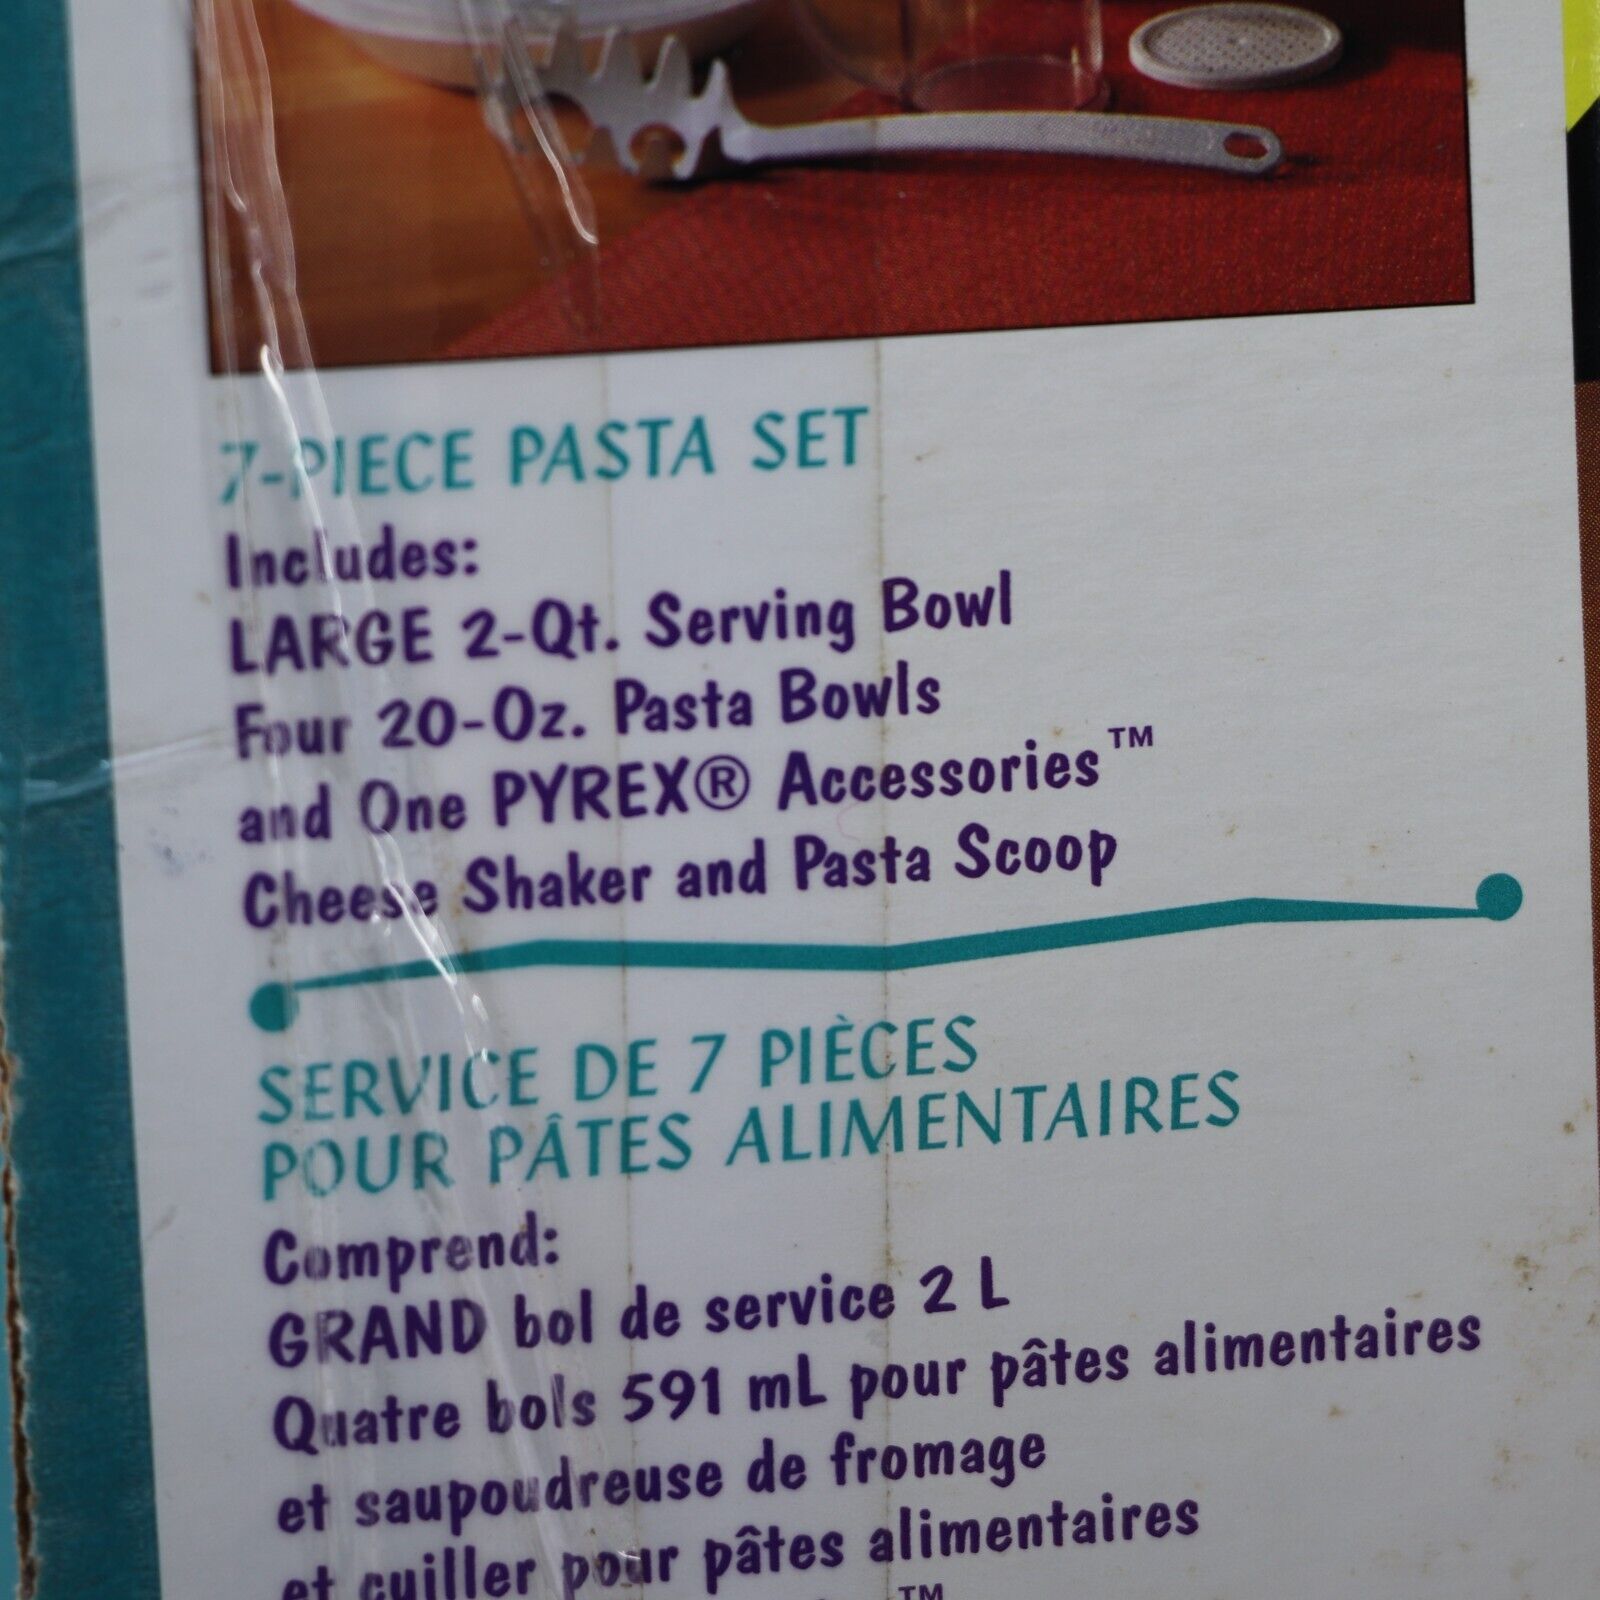 7-PIECE PASTA SET
Includes:
LARGE 2-Qt. Serving Bowl
Four 20-Oz. Pasta Bowls
and One PYREX® Accessories™
Cheese Shaker and Pasta Scoop
SERVICE DE 7 PIÈCES
POUR PÂTES ALIMENTAIRES
Comprend:
GRAND bol de service 2 L
Quatre bols 591 mL pour pâtes alimentaires
et saupoudreuse de fromage
et cuiller pour pâtes alimentaires
™